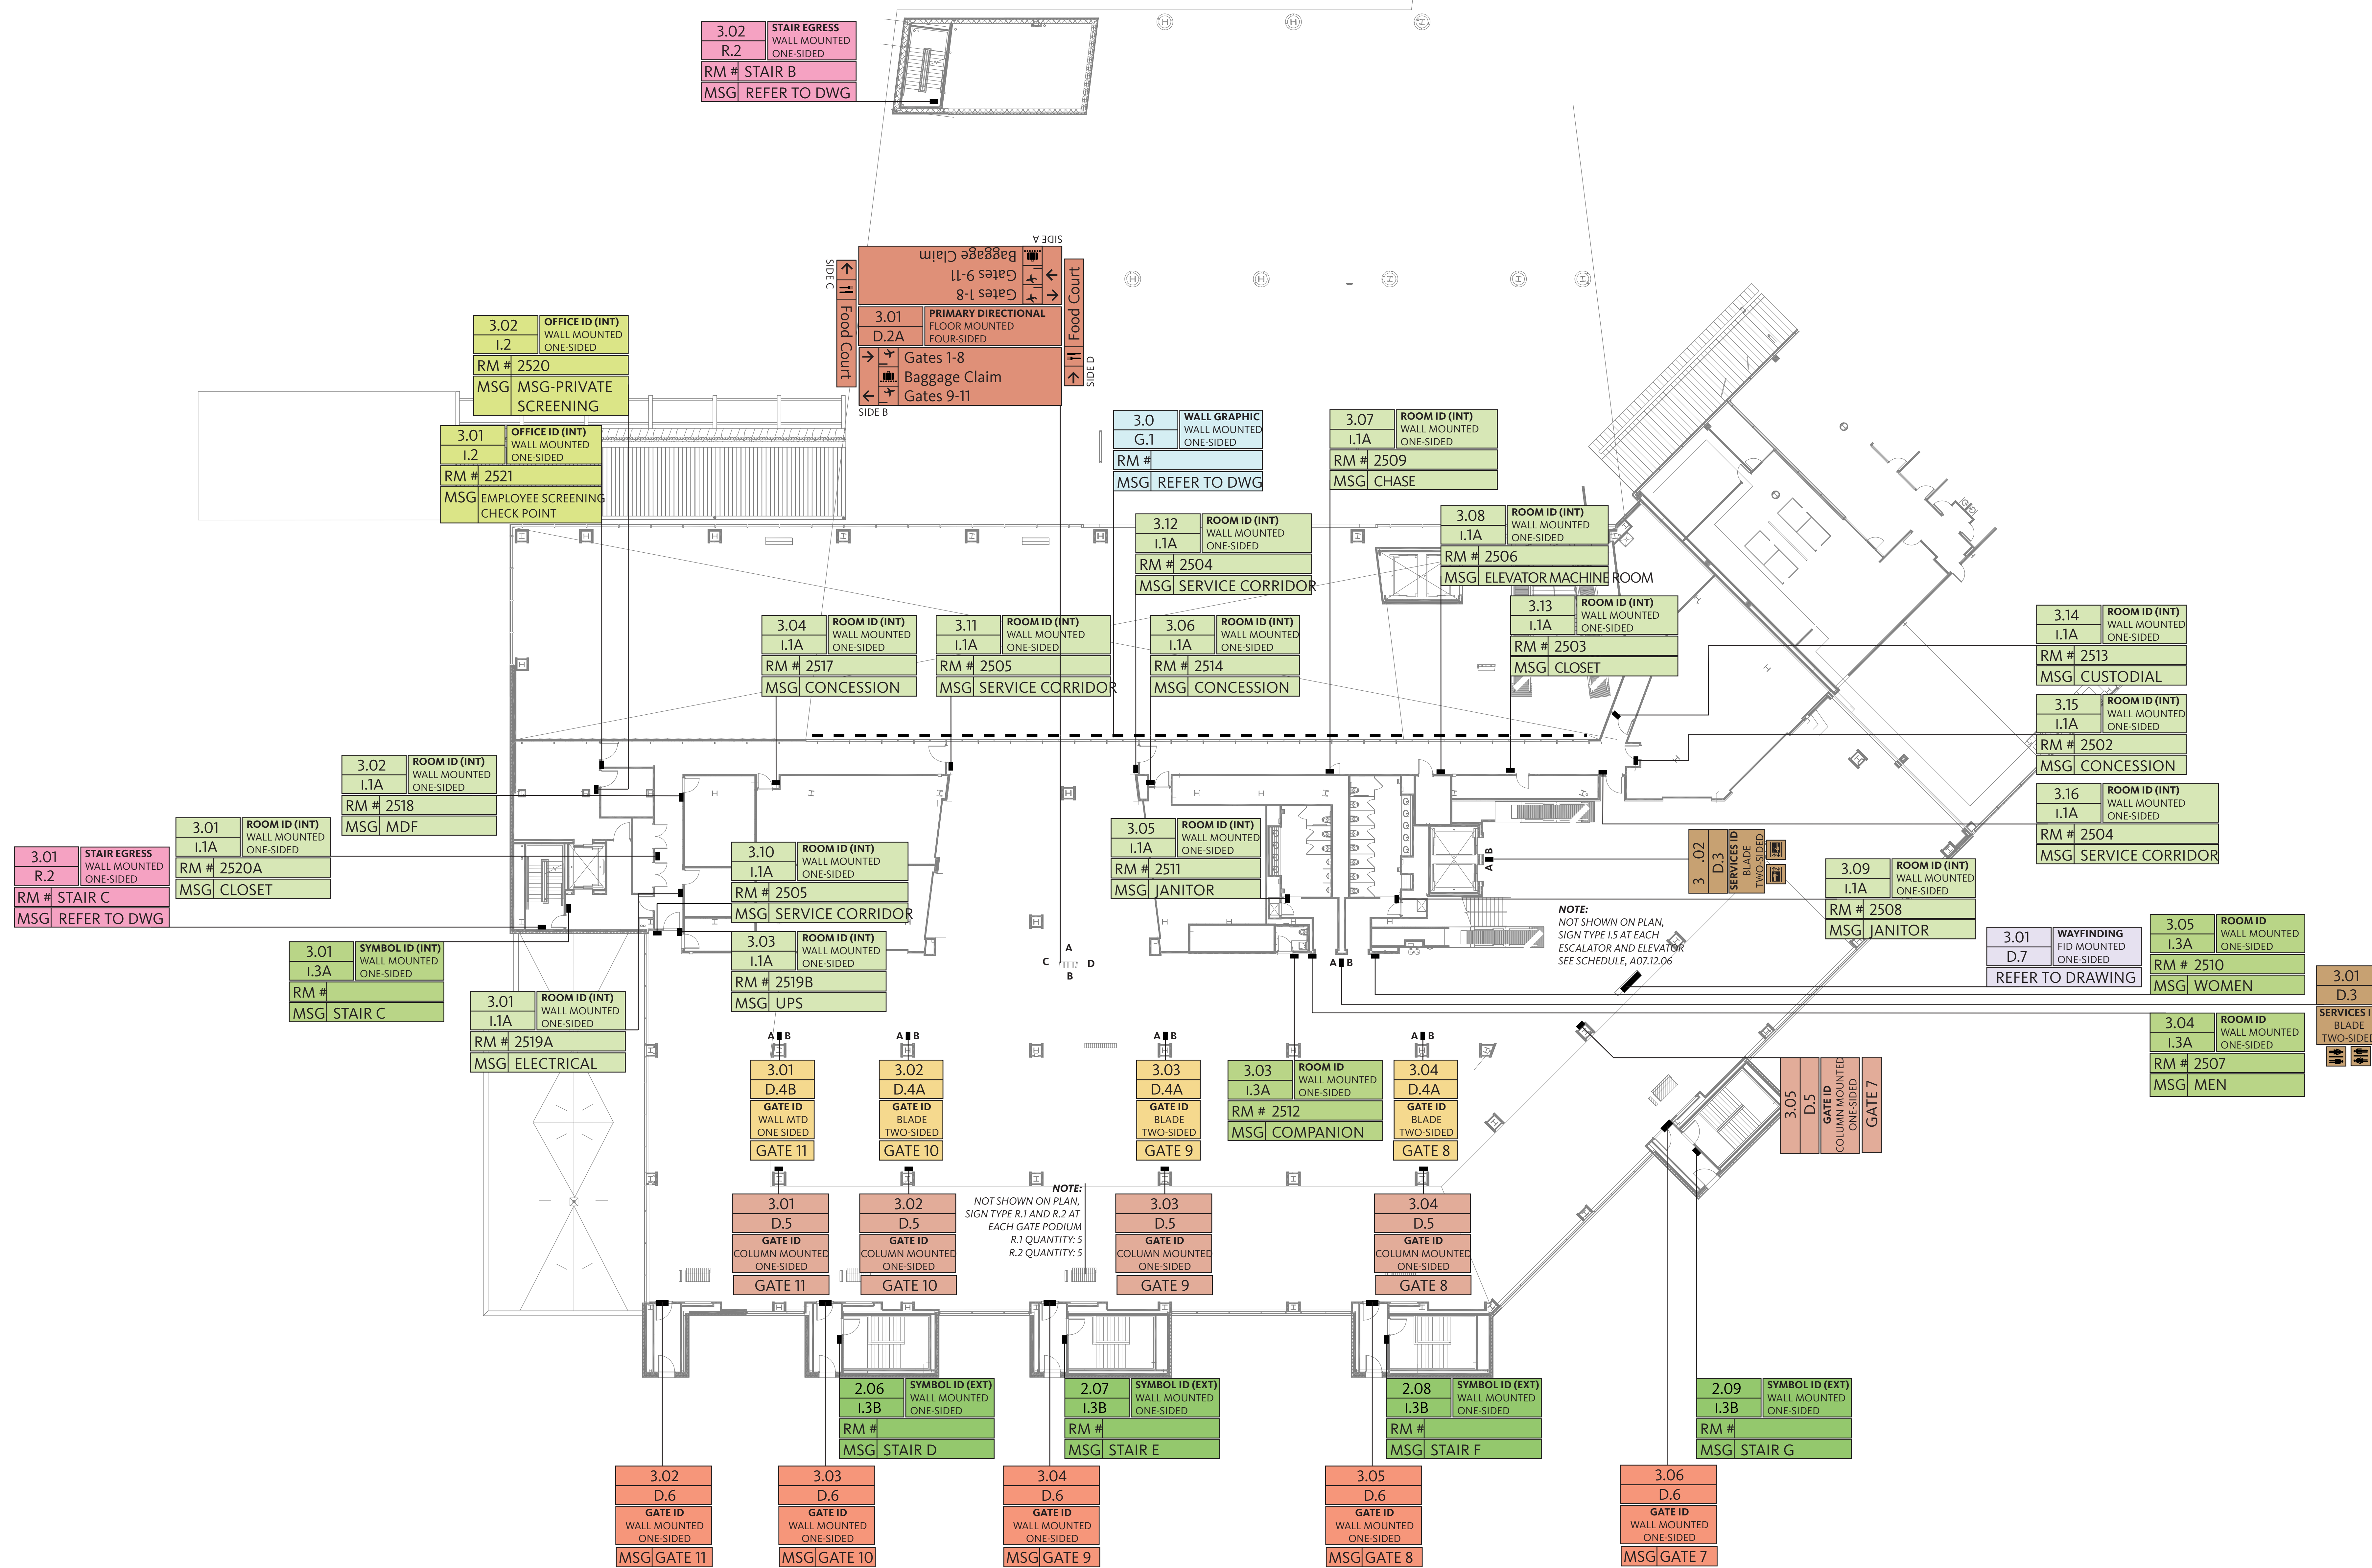 3.02
R.2
STAIR EGRESS
WALL MOUNTED
ONE-SIDED
RM # STAIR B
MSG REFER TO DWG
SIDE A
Baggage Claim
Gates 9-11
Gates 1-8
SIDE C
Food Court
3.01
D.2A
PRIMARY DIRECTIONAL
FLOOR MOUNTED
FOUR-SIDED
Gates 1-8
Baggage Claim
Gates 9-11
SIDE B
Food Court
SIDE D
3.02
I.2
OFFICE ID (INT)
WALL MOUNTED
ONE-SIDED
RM # 2520
MSG MSG-PRIVATE
SCREENING
3.01
I.2
OFFICE ID (INT)
WALL MOUNTED
ONE-SIDED
RM # 2521
MSG EMPLOYEE SCREENING
CHECK POINT
3.0
G.1
WALL GRAPHIC
WALL MOUNTED
ONE-SIDED
RM #
MSG REFER TO DWG
3.07
I.1A
ROOM ID (INT)
WALL MOUNTED
ONE-SIDED
RM # 2509
MSG CHASE
3.12
I.1A
ROOM ID (INT)
WALL MOUNTED
ONE-SIDED
RM # 2504
MSG SERVICE CORRIDOR
3.08
I.1A
ROOM ID (INT)
WALL MOUNTED
ONE-SIDED
RM # 2506
MSG ELEVATOR MACHINE ROOM
3.04
I.1A
ROOM ID (INT)
WALL MOUNTED
ONE-SIDED
RM # 2517
MSG CONCESSION
3.11
I.1A
ROOM ID (INT)
WALL MOUNTED
ONE-SIDED
RM # 2505
MSG SERVICE CORRIDOR
3.06
I.1A
ROOM ID (INT)
WALL MOUNTED
ONE-SIDED
RM # 2514
MSG CONCESSION
3.13
I.1A
ROOM ID (INT)
WALL MOUNTED
ONE-SIDED
RM # 2503
MSG CLOSET
3.14
I.1A
ROOM ID (INT)
WALL MOUNTED
ONE-SIDED
RM # 2513
MSG CUSTODIAL
3.15
I.1A
ROOM ID (INT)
WALL MOUNTED
ONE-SIDED
RM # 2502
MSG CONCESSION
3.16
I.1A
ROOM ID (INT)
WALL MOUNTED
ONE-SIDED
RM # 2504
MSG SERVICE CORRIDOR
3.02
I.1A
ROOM ID (INT)
WALL MOUNTED
ONE-SIDED
RM # 2518
MSG MDF
3.01
I.1A
ROOM ID (INT)
WALL MOUNTED
ONE-SIDED
RM # 2520A
MSG CLOSET
3.01
R.2
STAIR EGRESS
WALL MOUNTED
ONE-SIDED
RM # STAIR C
MSG REFER TO DWG
3.10
I.1A
ROOM ID (INT)
WALL MOUNTED
ONE-SIDED
RM # 2505
MSG SERVICE CORRIDOR
3.05
I.1A
ROOM ID (INT)
WALL MOUNTED
ONE-SIDED
RM # 2511
MSG JANITOR
A B
3 .02
D.3
SERVICES ID
BLADE
TWO-SIDED
3.09
I.1A
ROOM ID (INT)
WALL MOUNTED
ONE-SIDED
RM # 2508
MSG JANITOR
NOTE:
NOT SHOWN ON PLAN,
SIGN TYPE I.5 AT EACH
ESCALATOR AND ELEVATOR
SEE SCHEDULE, A07.12.06
3.01
I.3A
SYMBOL ID (INT)
WALL MOUNTED
ONE-SIDED
RM #
MSG STAIR C
3.03
I.1A
ROOM ID (INT)
WALL MOUNTED
ONE-SIDED
RM # 2519B
MSG UPS
A
C D
B
A B
3.01
D.7
WAYFINDING
FID MOUNTED
ONE-SIDED
REFER TO DRAWING
3.05
I.3A
ROOM ID
WALL MOUNTED
ONE-SIDED
RM # 2510
MSG WOMEN
3.01
D.3
BLADE
3.01
I.1A
ROOM ID (INT)
WALL MOUNTED
ONE-SIDED
RM # 2519A
MSG ELECTRICAL
3.04
I.3A
ROOM ID
WALL MOUNTED
ONE-SIDED
RM # 2507
MSG MEN
A B
3.01
D.4B
GATE ID
WALL MTD
ONE SIDED
GATE 11
A B
3.02
D.4A
GATE ID
BLADE
TWO-SIDED
GATE 10
A B
3.03
D.4A
GATE ID
BLADE
TWO-SIDED
GATE 9
3.03
I.3A
ROOM ID
WALL MOUNTED
ONE-SIDED
RM # 2512
MSG COMPANION
A B
3.04
D.4A
GATE ID
BLADE
TWO-SIDED
GATE 8
3.05
D.5
GATE ID
COLUMN MOUNTED
ONE-SIDED
GATE 7
3.01
D.5
GATE ID
COLUMN MOUNTED
ONE-SIDED
GATE 11
3.02
D.5
GATE ID
COLUMN MOUNTED
ONE-SIDED
GATE 10
NOTE:
NOT SHOWN ON PLAN,
SIGN TYPE R.1 AND R.2 AT
EACH GATE PODIUM
R.1 QUANTITY: 5
R.2 QUANTITY: 5
3.03
D.5
GATE ID
COLUMN MOUNTED
ONE-SIDED
GATE 9
3.04
D.5
GATE ID
COLUMN MOUNTED
ONE-SIDED
GATE 8
2.06
I.3B
SYMBOL ID (EXT)
WALL MOUNTED
ONE-SIDED
RM #
MSG STAIR D
2.07
I.3B
SYMBOL ID (EXT)
WALL MOUNTED
ONE-SIDED
RM #
MSG STAIR E
2.08
I.3B
SYMBOL ID (EXT)
WALL MOUNTED
ONE-SIDED
RM #
MSG STAIR F
2.09
I.3B
SYMBOL ID (EXT)
WALL MOUNTED
ONE-SIDED
RM #
MSG STAIR G
3.02
D.6
GATE ID
WALL MOUNTED
ONE-SIDED
MSG GATE 11
3.03
D.6
GATE ID
WALL MOUNTED
ONE-SIDED
MSG GATE 10
3.04
D.6
GATE ID
WALL MOUNTED
ONE-SIDED
MSG GATE 9
3.05
D.6
GATE ID
WALL MOUNTED
ONE-SIDED
MSG GATE 8
3.06
D.6
GATE ID
WALL MOUNTED
ONE-SIDED
MSG GATE 7